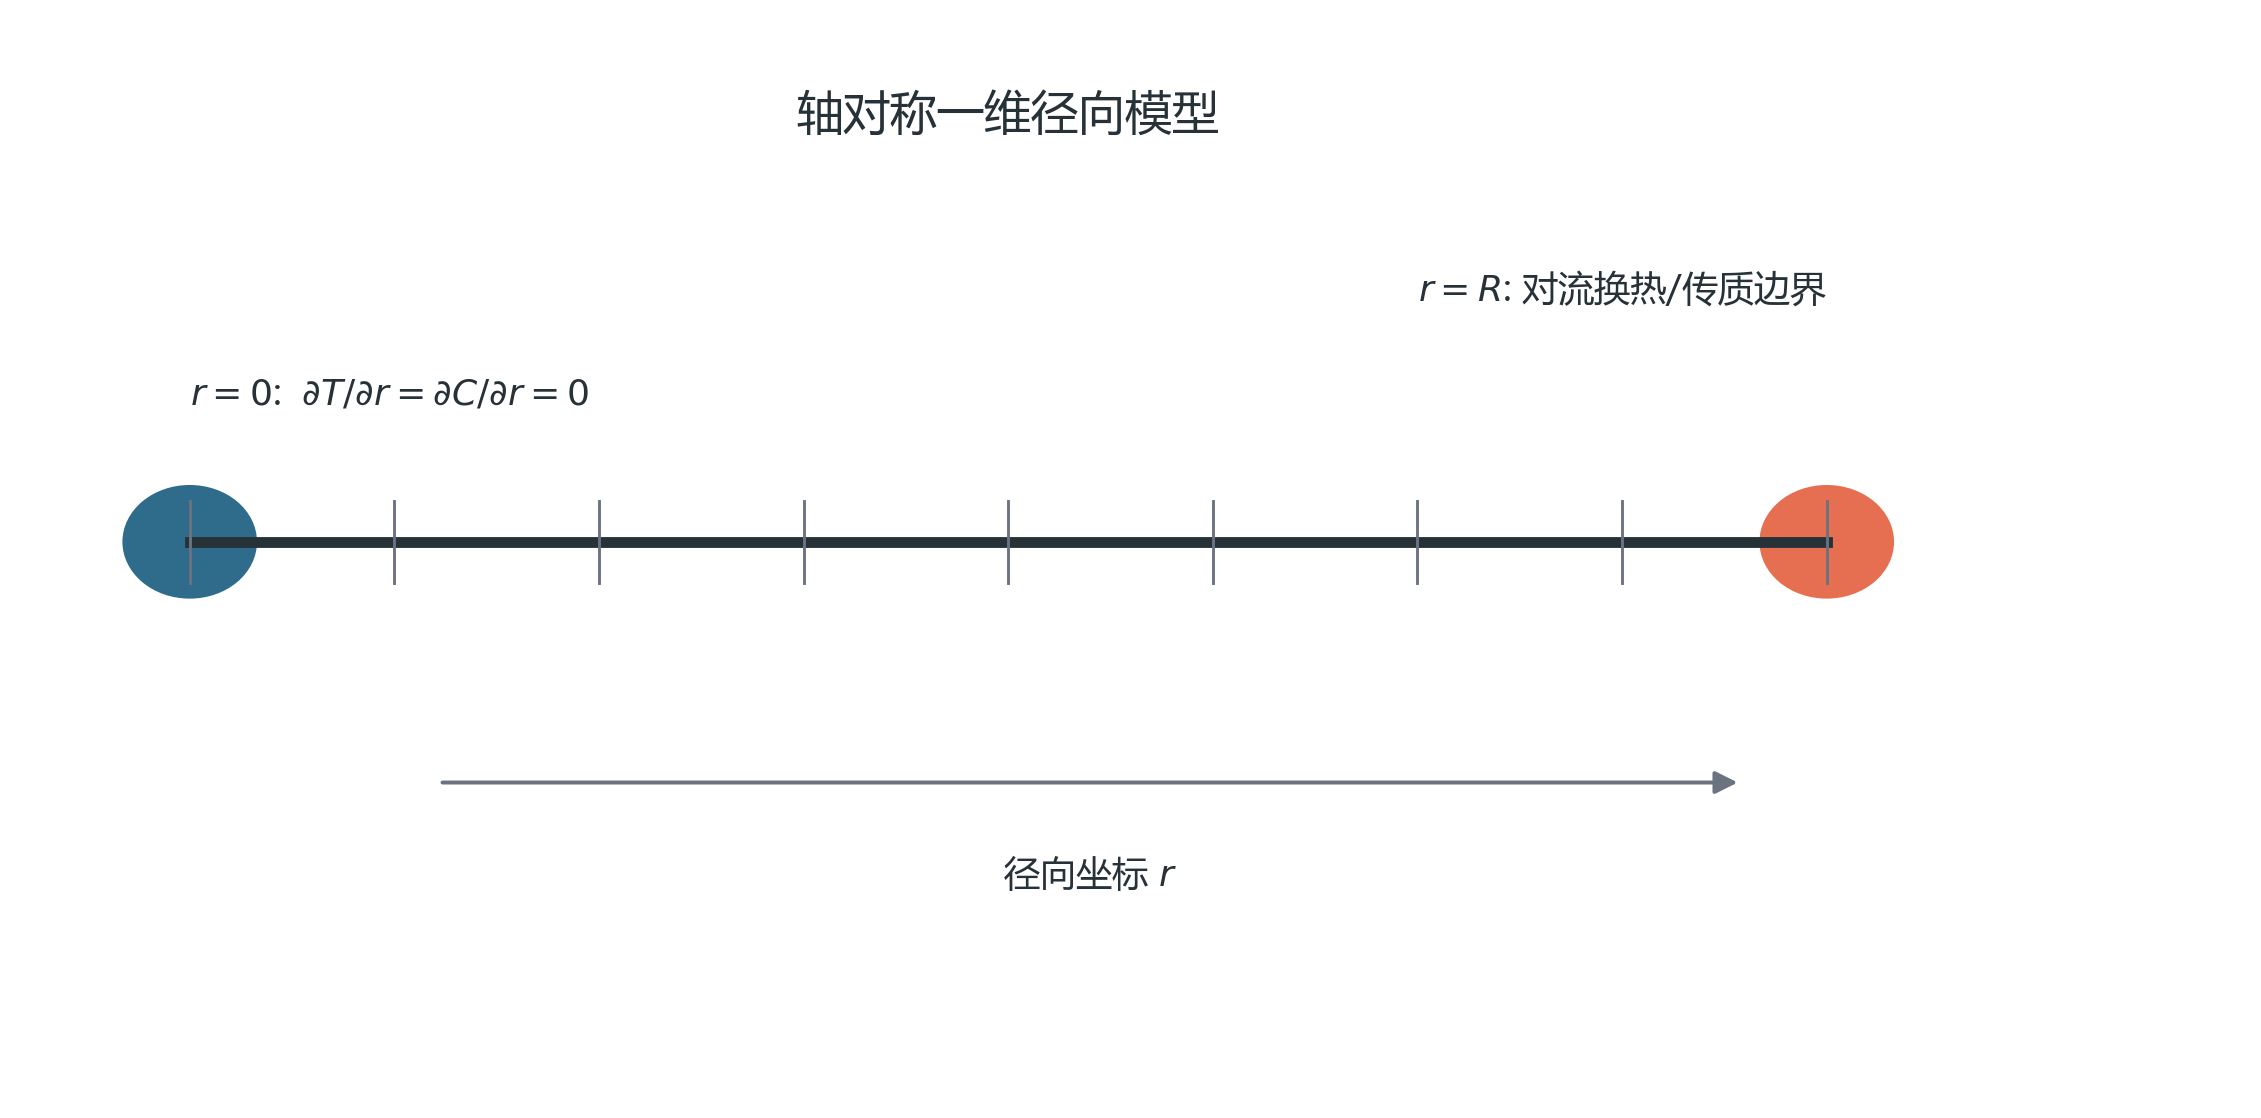 轴对称一维径向模型
r = R: 对流换热/传质边界
r = 0: ∂T/∂r = ∂C/∂r = 0
径向坐标 r